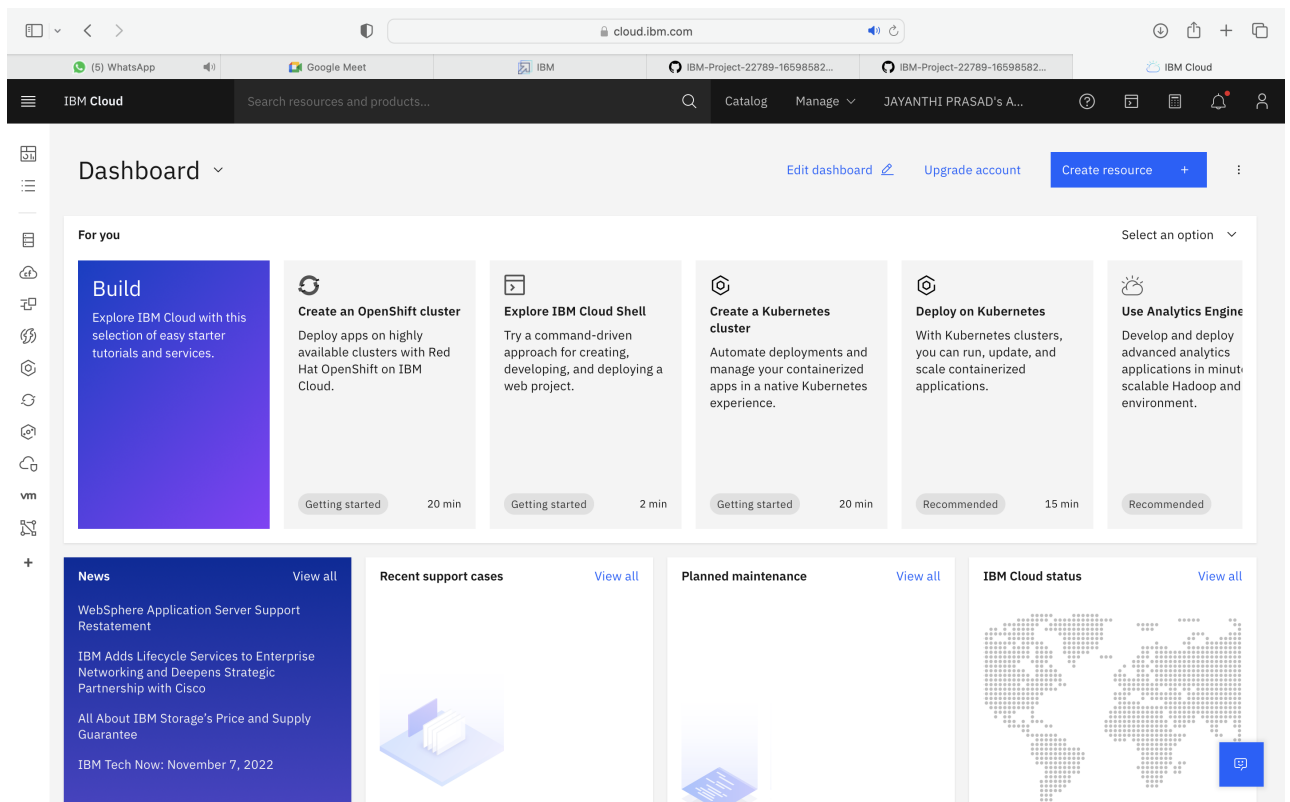 cloud.ibm.com
(5) WhatsApp
Google Meet
IBM
IBM-Project-22789-16598582...
IBM-Project-22789-16598582...
IBM Cloud
IBM Cloud
Search resources and products...
Catalog
Manage
JAYANTHI PRASAD's A...
Dashboard
Edit dashboard
Upgrade account
Create resource +
For you
Select an option
Build
Explore IBM Cloud with this
selection of easy starter
tutorials and services.
Create an OpenShift cluster
Deploy apps on highly
available clusters with Red
Hat OpenShift on IBM
Cloud.
Getting started
20 min
Explore IBM Cloud Shell
Try a command-driven
approach for creating,
developing, and deploying a
web project.
Getting started
2 min
Create a Kubernetes
cluster
Automate deployments and
manage your containerized
apps in a native Kubernetes
experience.
Getting started
20 min
Deploy on Kubernetes
With Kubernetes clusters,
you can run, update, and
scale containerized
applications.
Recommended
15 min
Use Analytics Engine
Develop and deploy
advanced analytics
applications in minute
scalable Hadoop and
environment.
Recommended
cf
vm
News
View all
WebSphere Application Server Support
Restatement
IBM Adds Lifecycle Services to Enterprise
Networking and Deepens Strategic
Partnership with Cisco
All About IBM Storage's Price and Supply
Guarantee
IBM Tech Now: November 7, 2022
Recent support cases
View all
Planned maintenance
View all
IBM Cloud status
View all